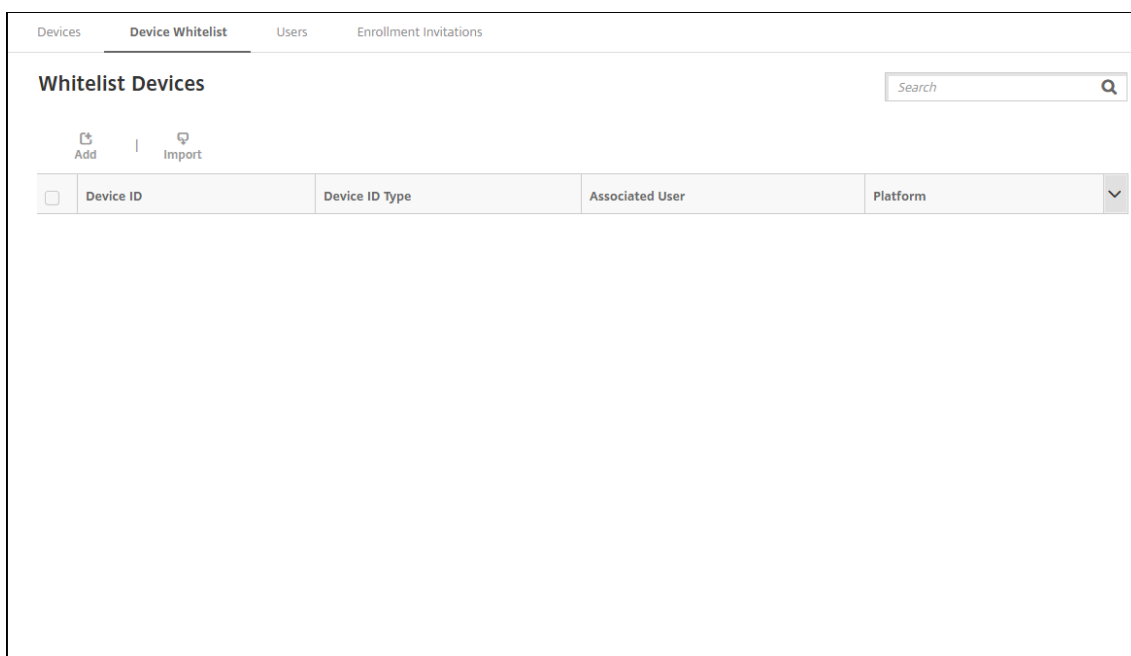 Devices Device Whitelist Users Enrollment Invitations
Whitelist Devices
Search
Add | Import
Device ID Device ID Type Associated User Platform